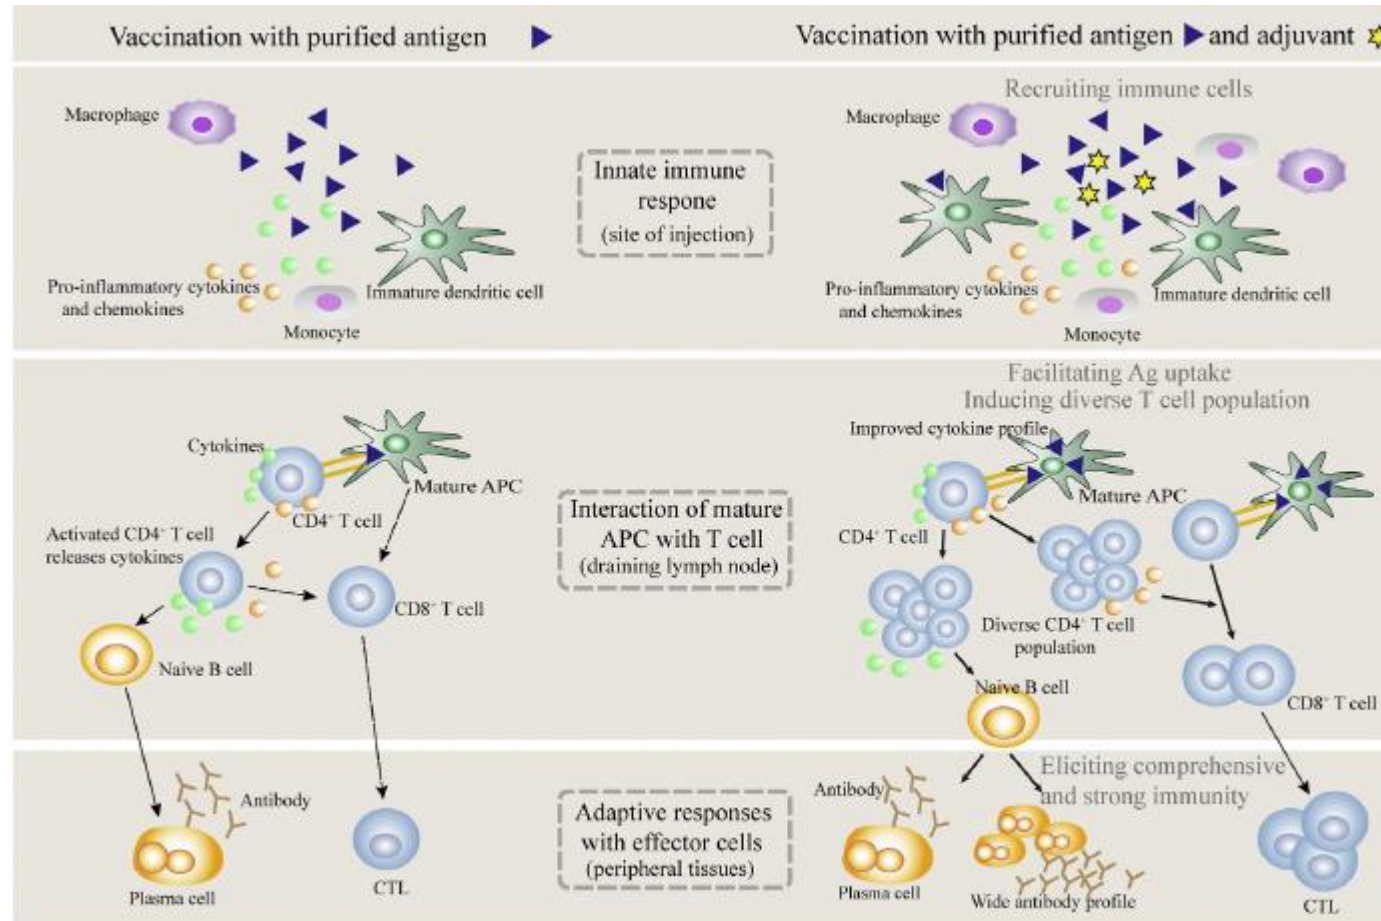 Vaccination with purified antigen
Vaccination with purified antigen and adjuvant
Macrophage
Pro-inflammatory cytokines
and chemokines
Monocyte
Immature dendritic cell
Innate immune
respone
(site of injection)
Recruiting immune cells
Macrophage
Pro-inflammatory cytokines
and chemokines
Monocyte
Immature dendritic cell
Cytokines
Mature APC
CD4⁺ T cell
Activated CD4⁺ T cell
releases cytokines
CD8⁺ T cell
Naive B cell
Interaction of mature
APC with T cell
(draining lymph node)
Facilitating Ag uptake
Inducing diverse T cell population
Improved cytokine profile
Mature APC
CD4⁺ T cell
Diverse CD4⁺ T cell
population
Naive B cell
CD8⁺ T cell
Antibody
Plasma cell
CTL
Adaptive responses
with effector cells
(peripheral tissues)
Eliciting comprehensive
and strong immunity
Antibody
Plasma cell
Wide antibody profile
CTL